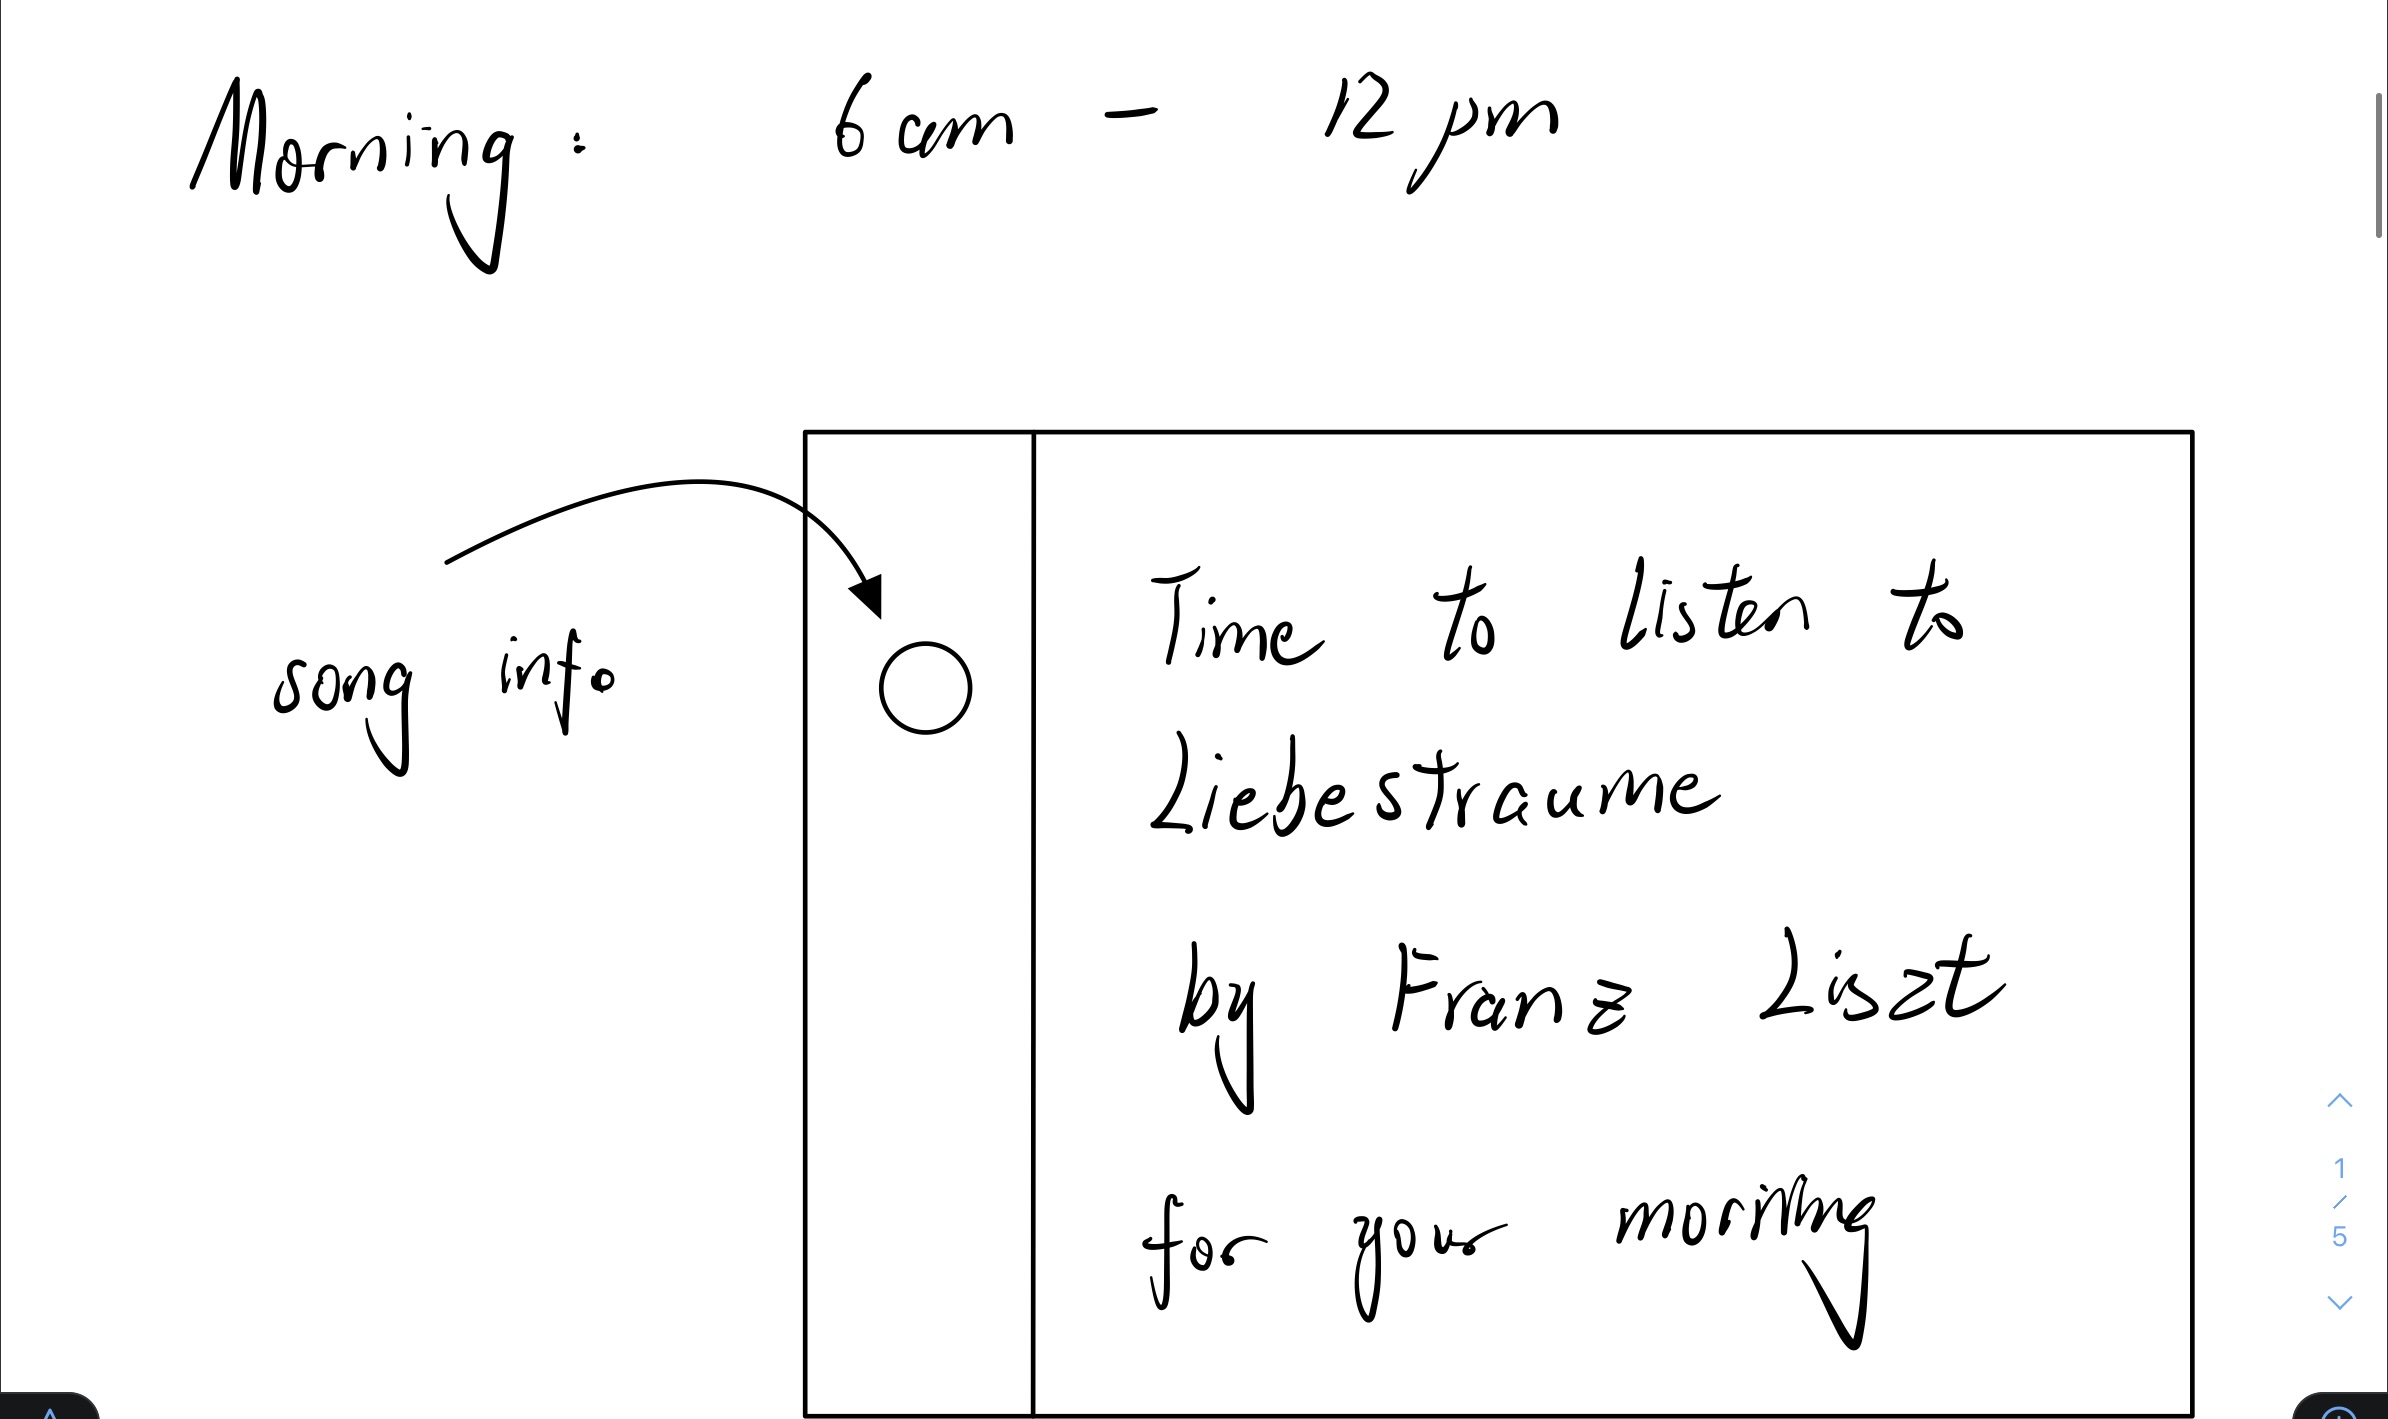 Morning : 6 am - 12 pm
song info
Time to listen to
Liebestraume
by Franz Liszt
for your morning
1
/
5